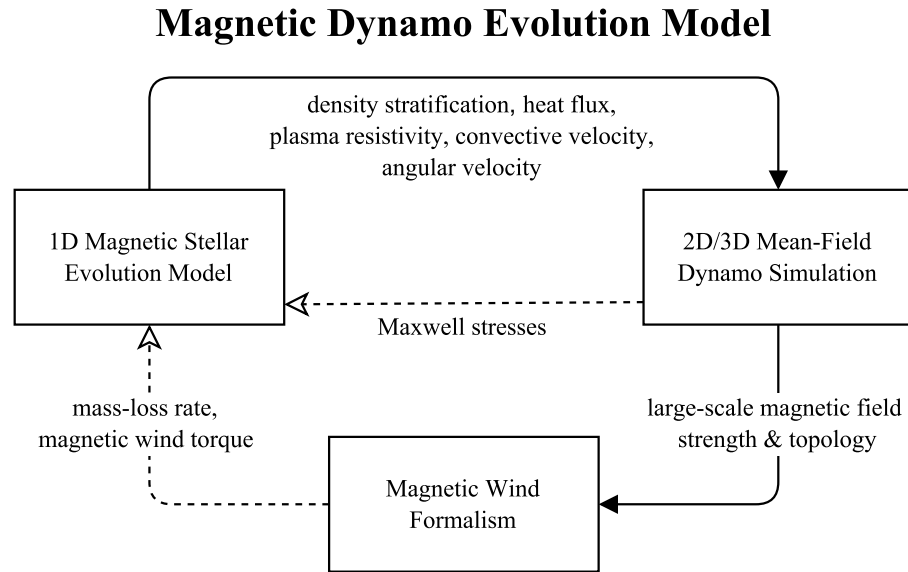 Magnetic Dynamo Evolution Model
density stratification, heat flux,
plasma resistivity, convective velocity,
angular velocity
1D Magnetic Stellar
Evolution Model
2D/3D Mean-Field
Dynamo Simulation
Maxwell stresses
mass-loss rate,
magnetic wind torque
large-scale magnetic field
strength & topology
Magnetic Wind
Formalism